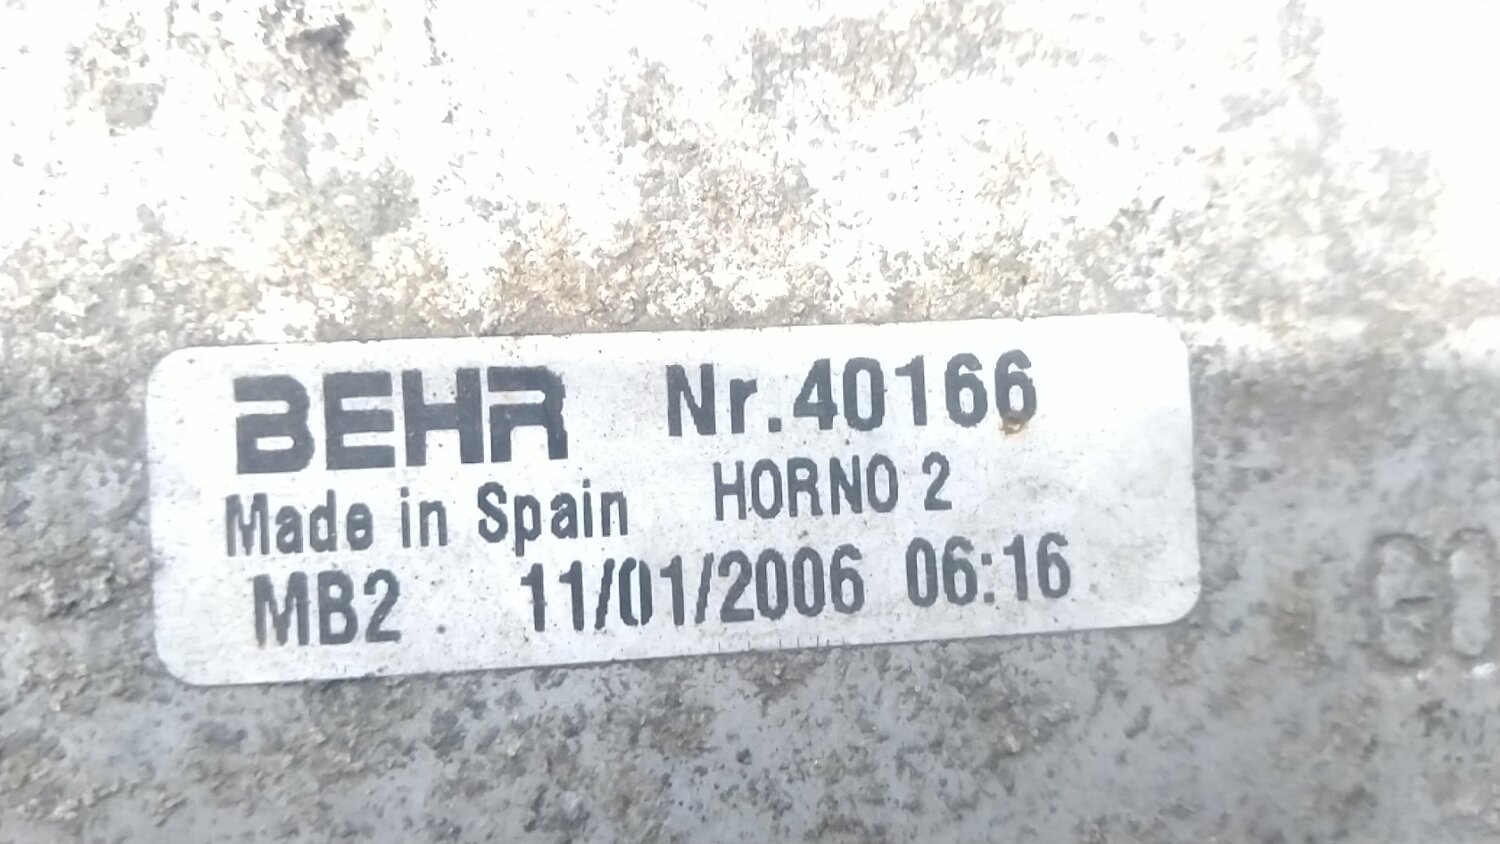 BEHR Nr.40166
Made in Spain HORNO 2
MB2 11/01/2006 06:16